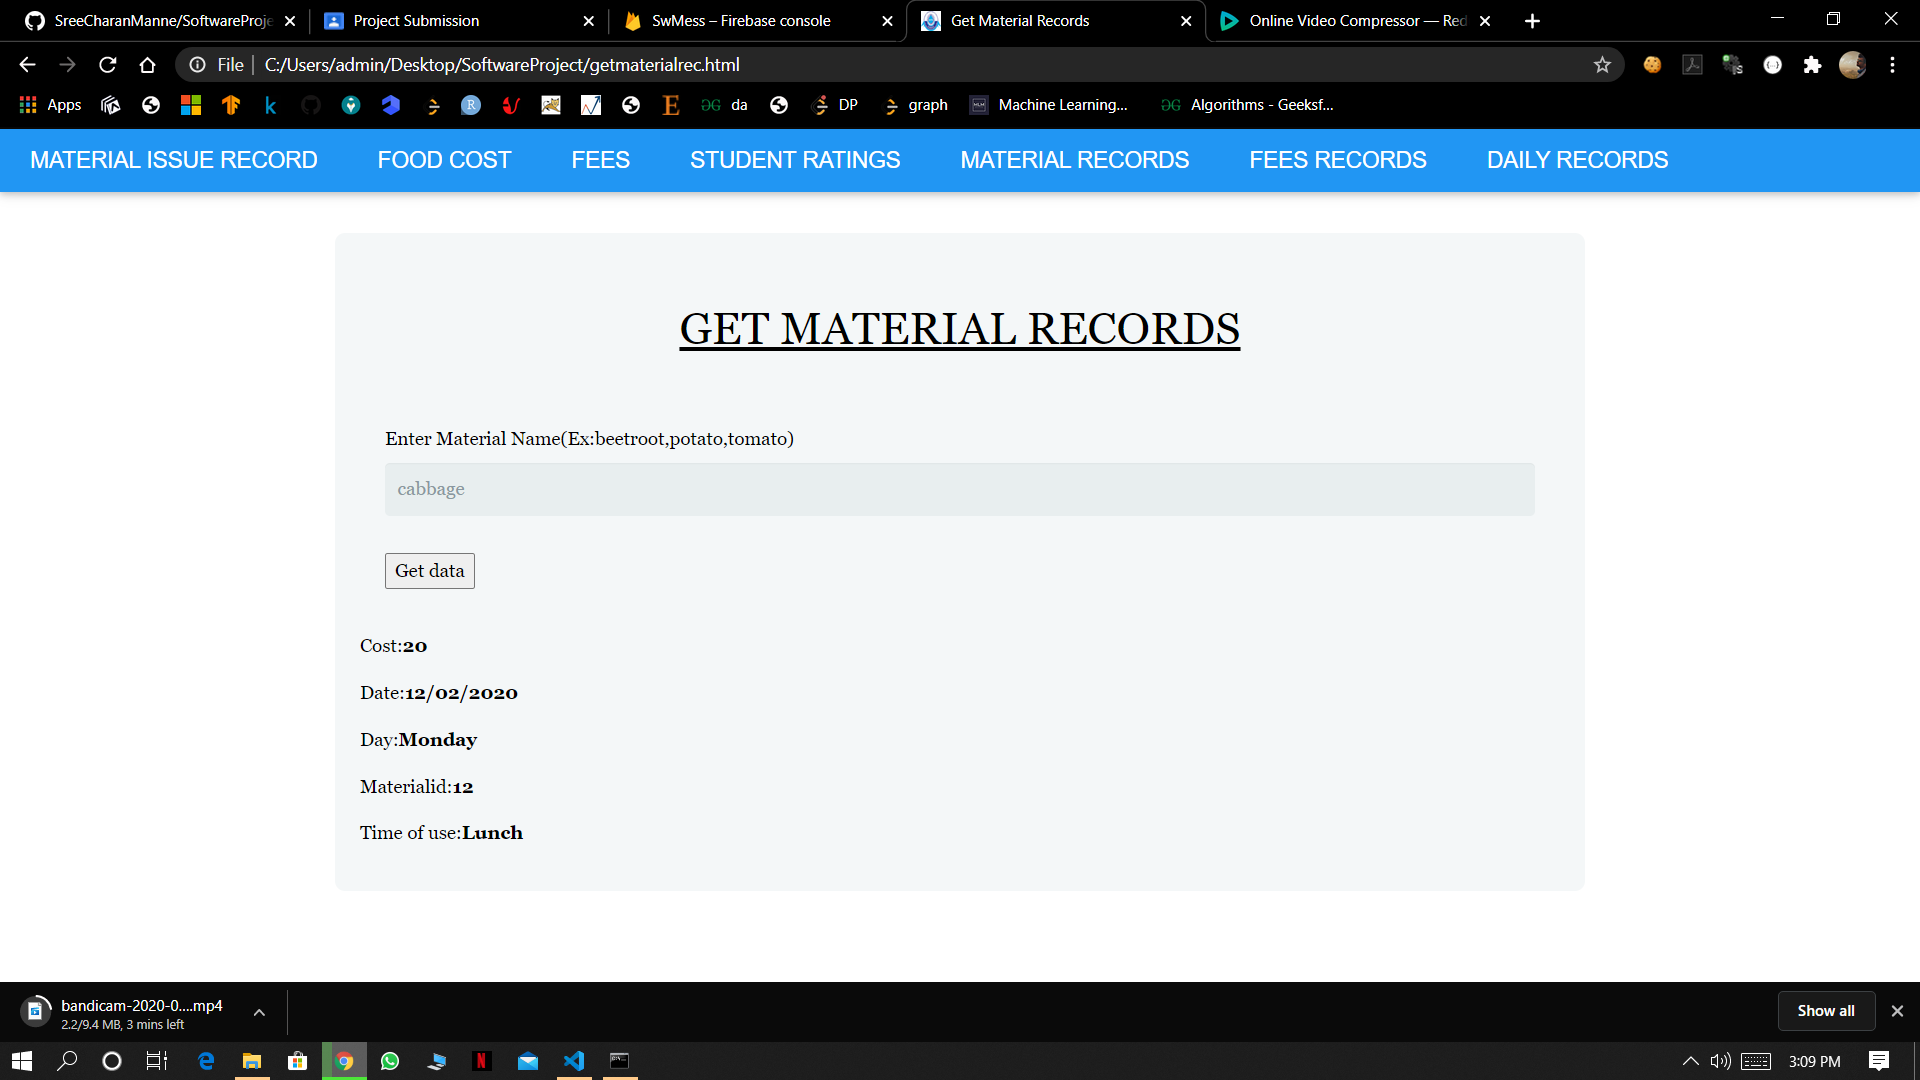 SreeCharanManne/SoftwareProje
Project Submission
SwMess – Firebase console
Get Material Records
Online Video Compressor — Red
File
C:/Users/admin/Desktop/SoftwareProject/getmaterialrec.html
Apps
k
R
E
da
DP
graph
MLM
Machine Learning...
Algorithms - Geeksf...
MATERIAL ISSUE RECORD
FOOD COST
FEES
STUDENT RATINGS
MATERIAL RECORDS
FEES RECORDS
DAILY RECORDS
GET MATERIAL RECORDS
Enter Material Name(Ex:beetroot,potato,tomato)
cabbage
Get data
Cost:20
Date:12/02/2020
Day:Monday
Materialid:12
Time of use:Lunch
bandicam-2020-0....mp4
2.2/9.4 MB, 3 mins left
Show all
N
3:09 PM